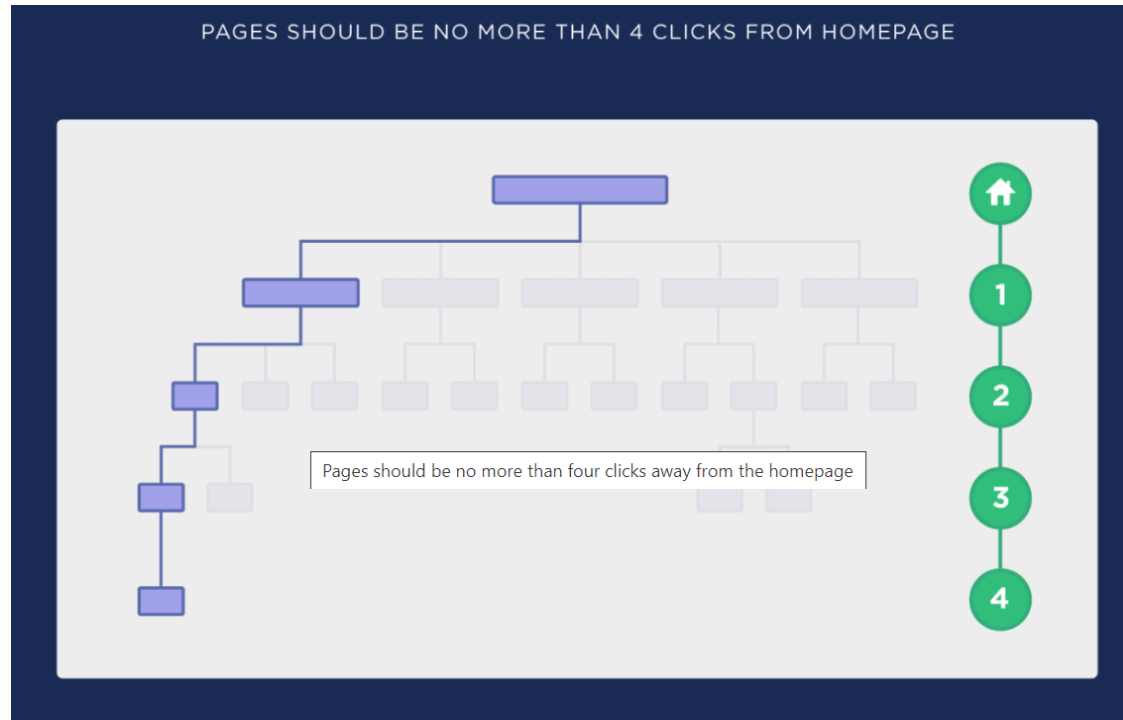 PAGES SHOULD BE NO MORE THAN 4 CLICKS FROM HOMEPAGE
1
2
Pages should be no more than four clicks away from the homepage
3
4